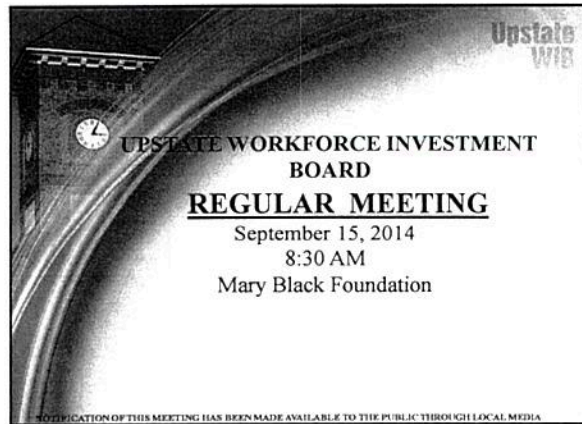 Upstate
WIB
UPSTATE WORKFORCE INVESTMENT
BOARD
REGULAR MEETING
September 15, 2014
8:30 AM
Mary Black Foundation
NOTIFICATION OF THIS MEETING HAS BEEN MADE AVAILABLE TO THE PUBLIC THROUGH LOCAL MEDIA